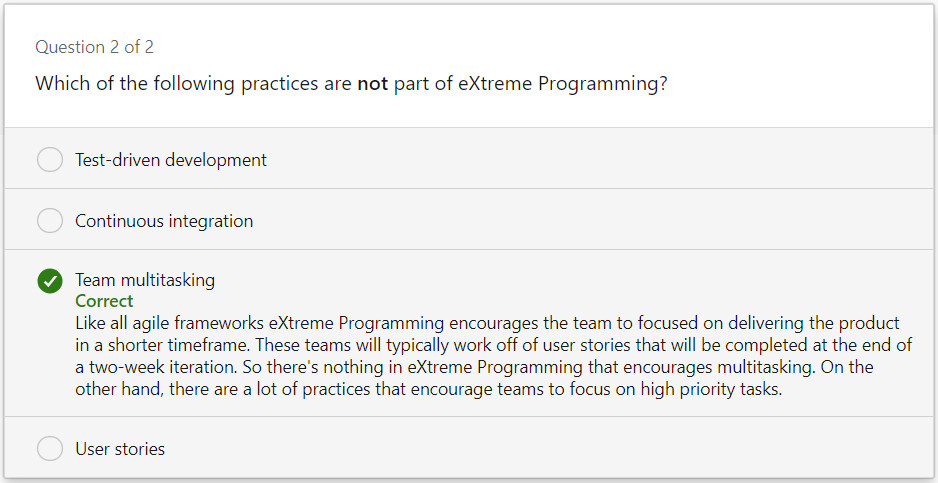 Question 2 of 2
Which of the following practices are not part of eXtreme Programming?
Test-driven development
Continuous integration
Team multitasking
Correct
Like all agile frameworks eXtreme Programming encourages the team to focused on delivering the product
in a shorter timeframe. These teams will typically work off of user stories that will be completed at the end of
a two-week iteration. So there's nothing in eXtreme Programming that encourages multitasking. On the
other hand, there are a lot of practices that encourage teams to focus on high priority tasks.
User stories